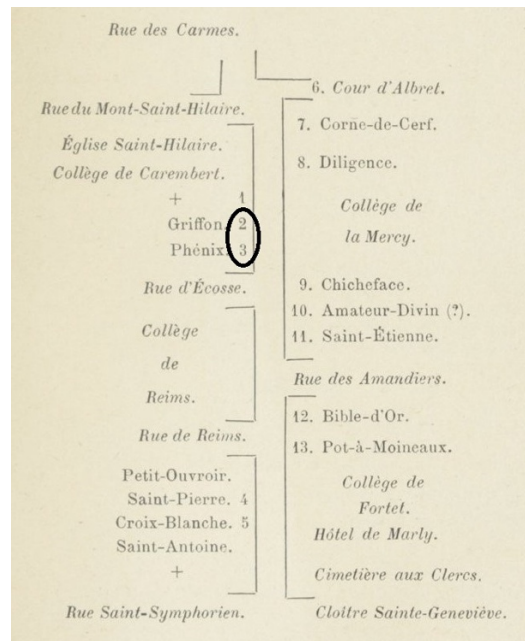 Rue des Carmes.
Rue du Mont-Saint-Hilaire.
Église Saint-Hilaire.
Collège de Carembert.
+ 1
Griffon. 2
Phénix. 3
Rue d'Écosse.
Collège
de
Reims.
Rue de Reims.
Petit-Ouvroir.
Saint-Pierre. 4
Croix-Blanche. 5
Saint-Antoine.
+
Rue Saint-Symphorien.
6. Cour d'Albret.
7. Corne-de-Cerf.
8. Diligence.
Collège de
la Mercy.
9. Chicheface.
10. Amateur-Divin (?).
11. Saint-Étienne.
Rue des Amandiers.
12. Bible-d'Or.
13. Pot-à-Moineaux.
Collège de
Fortet.
Hôtel de Marly.
Cimetière aux Clercs.
Cloître Sainte-Geneviève.